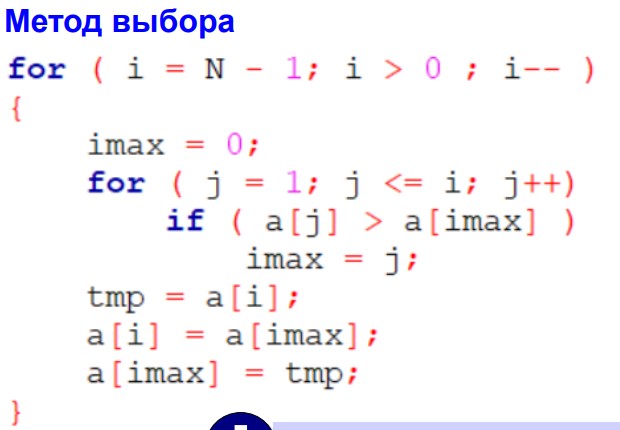 Метод выбора
for ( i = N - 1; i > 0 ; i-- )
{
imax = 0;
for ( j = 1; j <= i; j++)
if ( a[j] > a[imax] )
imax = j;
tmp = a[i];
a[i] = a[imax];
a[imax] = tmp;
}